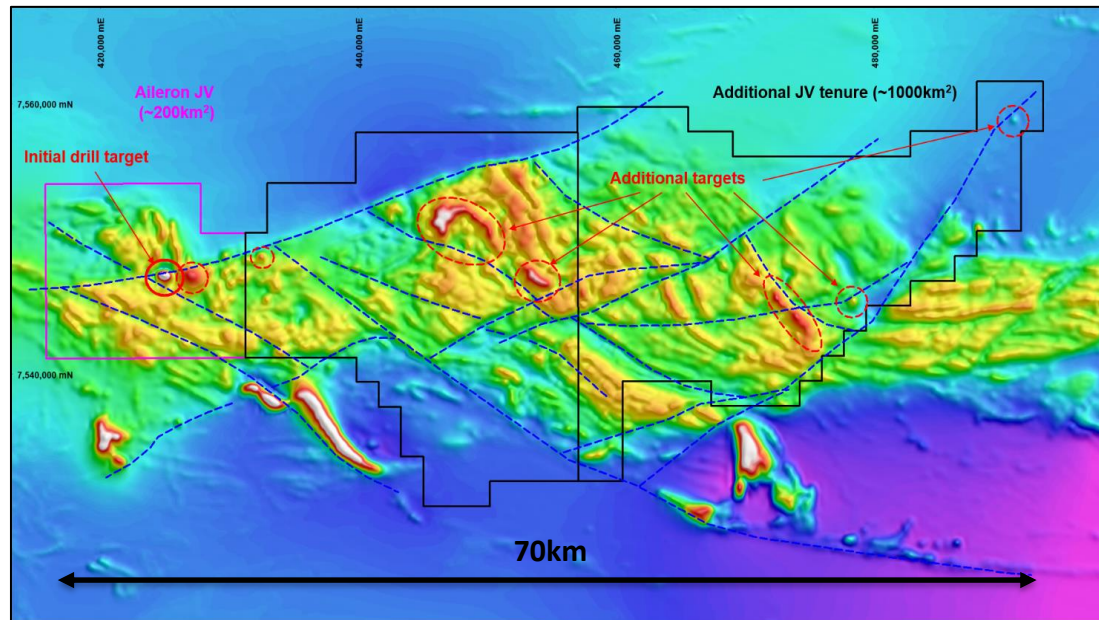 420,000 mE
440,000 mE
460,000 mE
480,000 mE
7,560,000 mN
Aileron JV
(~200km²)
Additional JV tenure (~1000km²)
Initial drill target
Additional targets
7,540,000 mN
70km